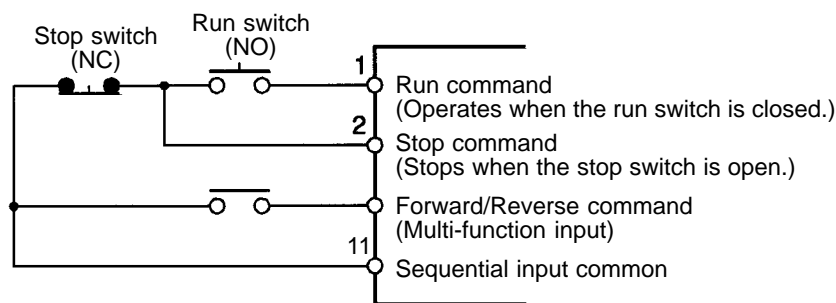 Stop switch
(NC)
Run switch
(NO)
1
Run command
(Operates when the run switch is closed.)
2
Stop command
(Stops when the stop switch is open.)
Forward/Reverse command
(Multi-function input)
11
Sequential input common